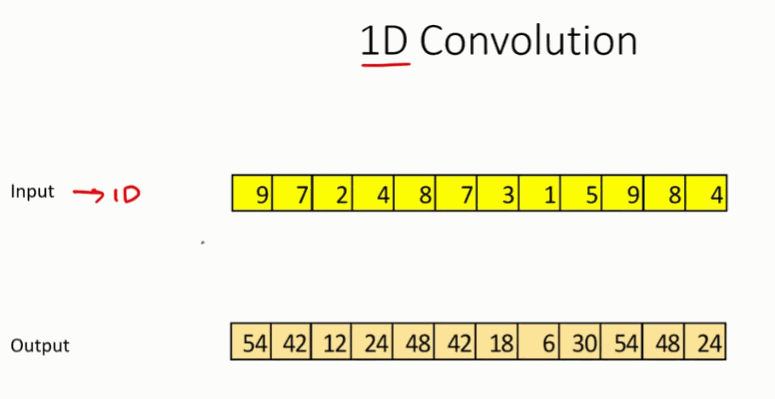 1D Convolution
Input → 1D
9 7 2 4 8 7 3 1 5 9 8 4
Output
54 42 12 24 48 42 18 6 30 54 48 24